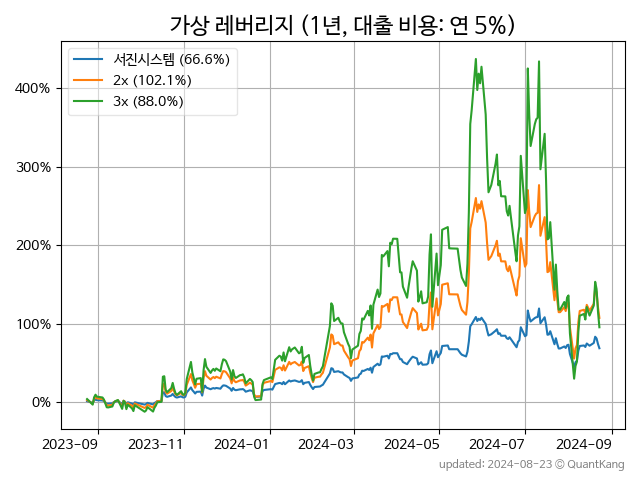 가상 레버리지 (1년, 대출 비용: 연 5%)
서진시스템 (66.6%)
2x (102.1%)
3x (88.0%)
400%
300%
200%
100%
0%
2023-09 2023-11 2024-01 2024-03 2024-05 2024-07 2024-09
updated: 2024-08-23 © QuantKang